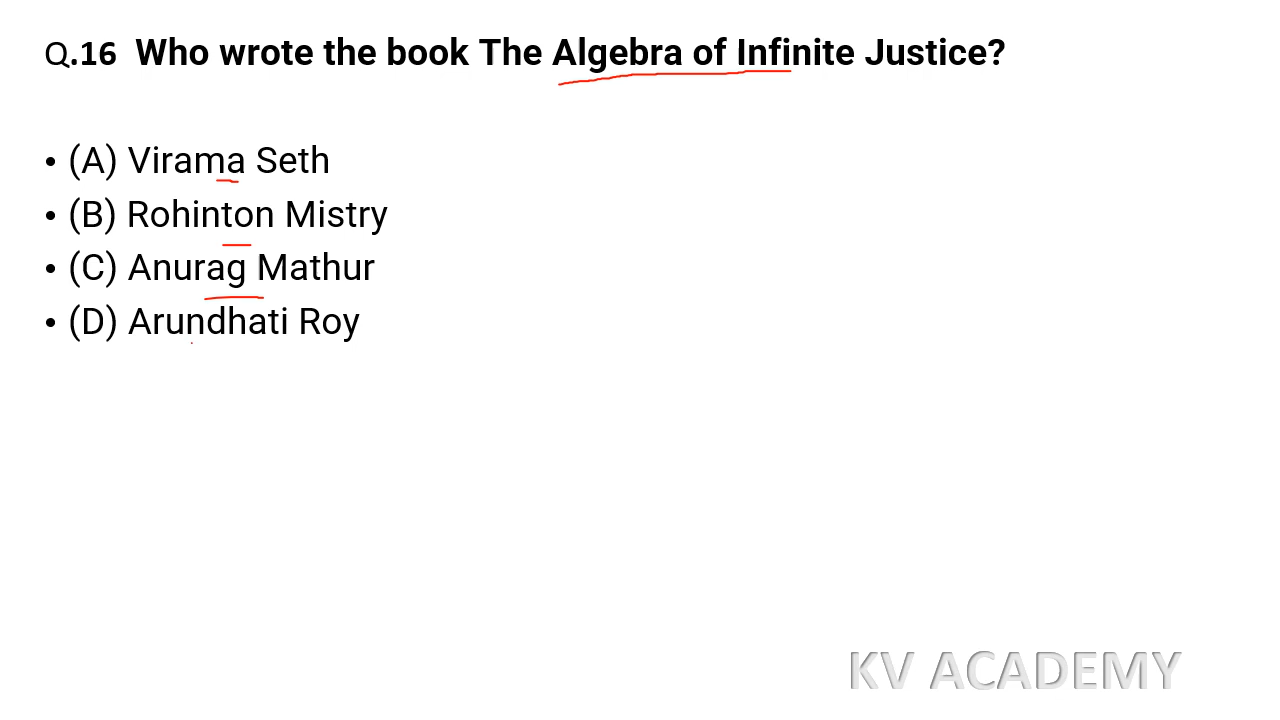 Q.16 Who wrote the book The Algebra of Infinite Justice?
• (A) Virama Seth
• (B) Rohinton Mistry
• (C) Anurag Mathur
• (D) Arundhati Roy
KV ACADEMY